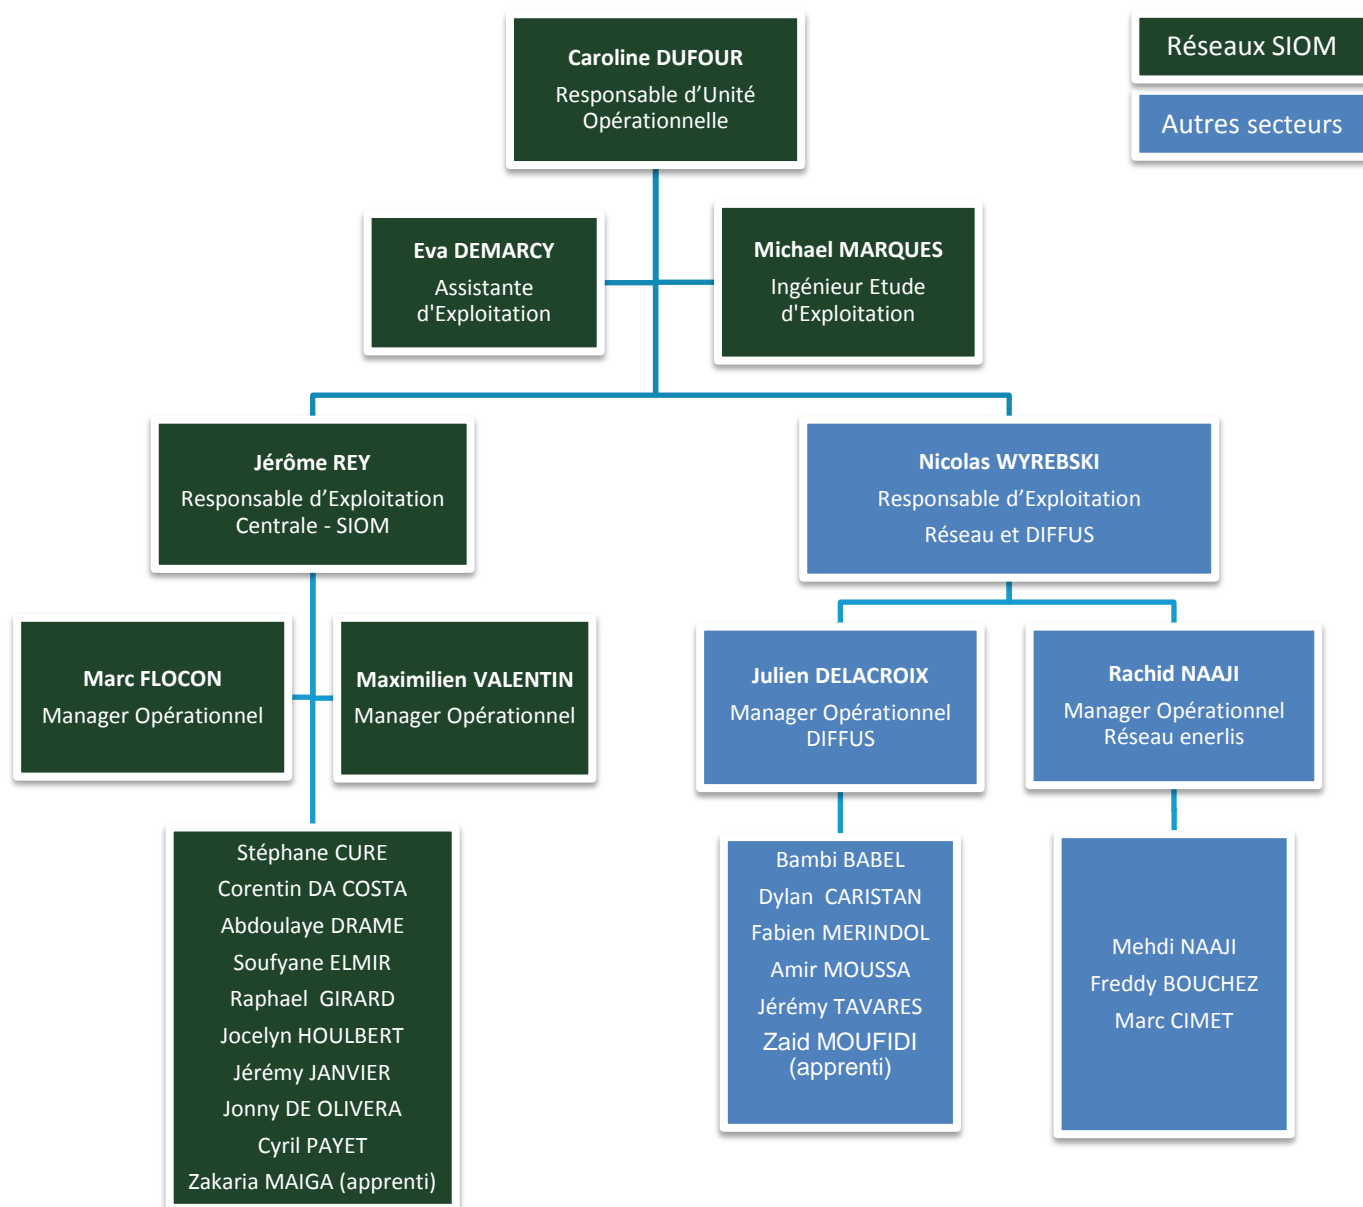 Caroline DUFOUR
Responsable d’Unité
Opérationnelle
Réseaux SIOM
Autres secteurs
Eva DEMARCY
Assistante
d'Exploitation
Michael MARQUES
Ingénieur Etude
d'Exploitation
Jérôme REY
Responsable d’Exploitation
Centrale - SIOM
Nicolas WYREBSKI
Responsable d’Exploitation
Réseau et DIFFUS
Marc FLOCON
Manager Opérationnel
Maximilien VALENTIN
Manager Opérationnel
Julien DELACROIX
Manager Opérationnel
DIFFUS
Rachid NAAJI
Manager Opérationnel
Réseau enerlis
Stéphane CURE
Corentin DA COSTA
Abdoulaye DRAME
Soufyane ELMIR
Raphael  GIRARD
Jocelyn HOULBERT
Jérémy JANVIER
Jonny DE OLIVERA
Cyril PAYET
Zakaria MAIGA (apprenti)
Bambi BABEL
Dylan  CARISTAN
Fabien MERINDOL
Amir MOUSSA
Jérémy TAVARES
Zaid MOUFIDI
(apprenti)
Mehdi NAAJI
Freddy BOUCHEZ
Marc CIMET